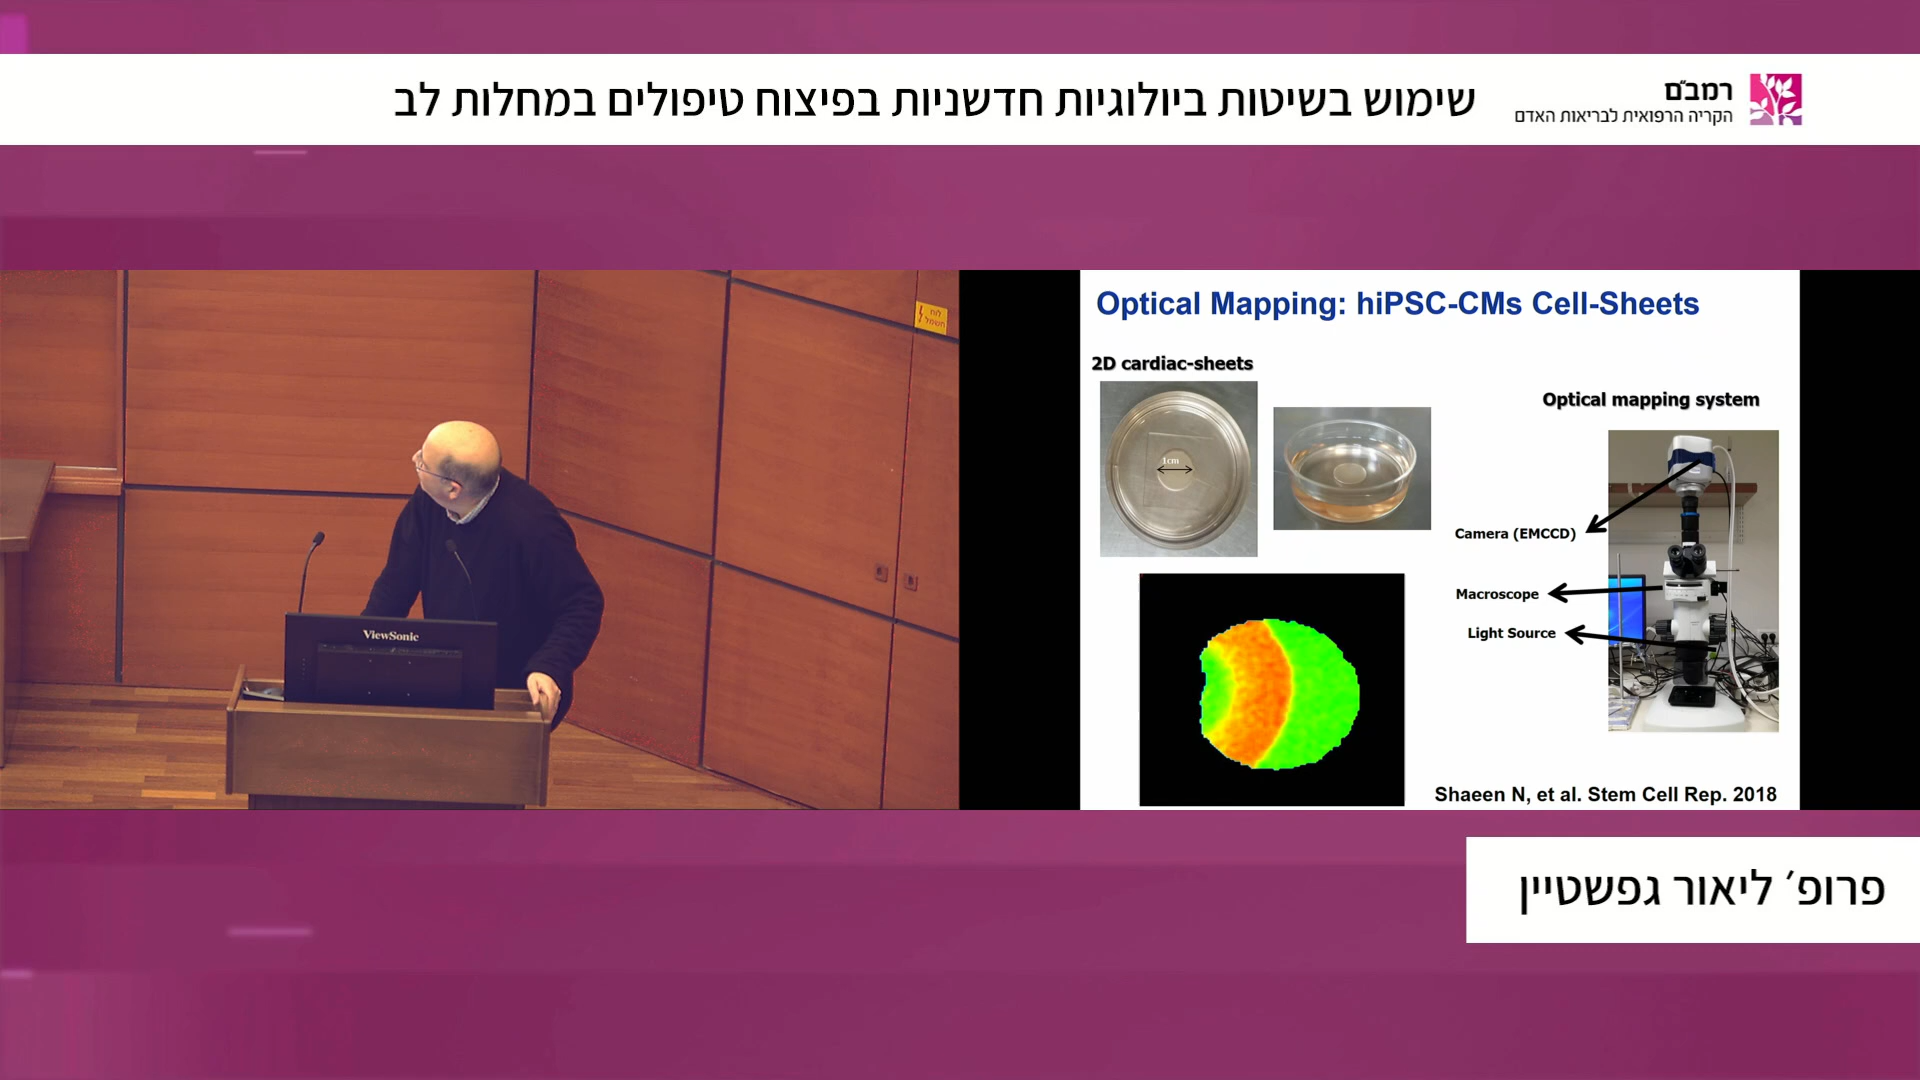 שימוש בשיטות ביולוגיות חדשניות בפיצוח טיפולים במחלות לב
רמב״ם
הקריה הרפואית לבריאות האדם
לוח
חשמל
ViewSonic
Optical Mapping: hiPSC-CMs Cell-Sheets
2D cardiac-sheets
1cm
Optical mapping system
Camera (EMCCD)
Macroscope
Light Source
Shaeen N, et al. Stem Cell Rep. 2018
פרופ׳ ליאור גפשטיין